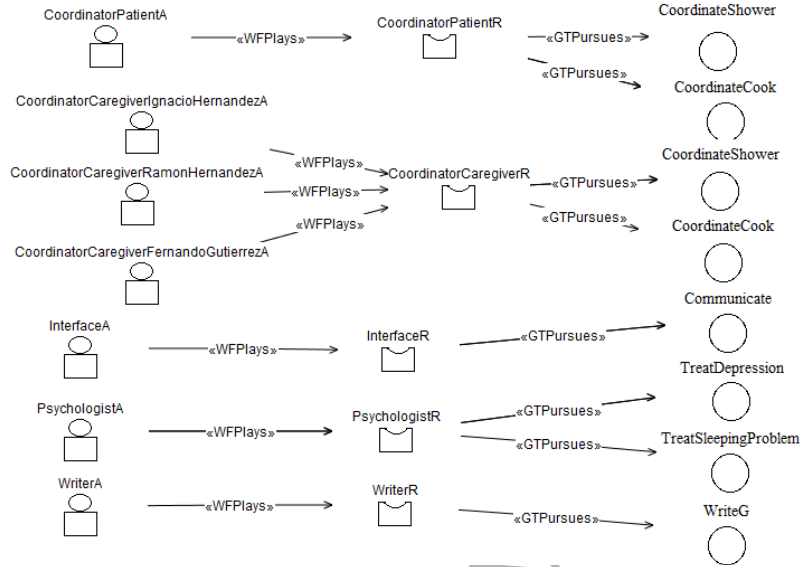 CoordinatorPatientA «WFPlays» CoordinatorPatientR «GTPursues» CoordinateShower
«GTPursues» CoordinateCook
CoordinatorCaregiverIgnacioHernandezA
«WFPlays» CoordinateShower
CoordinatorCaregiverRamonHernandezA «WFPlays» CoordinatorCaregiverR «GTPursues»
«WFPlays» «GTPursues» CoordinateCook
CoordinatorCaregiverFernandoGutierrezA
Communicate
InterfaceA «WFPlays» InterfaceR «GTPursues»
TreatDepression
PsychologistA «WFPlays» PsychologistR «GTPursues»
«GTPursues» TreatSleepingProblem
WriterA «WFPlays» WriterR «GTPursues» WriteG